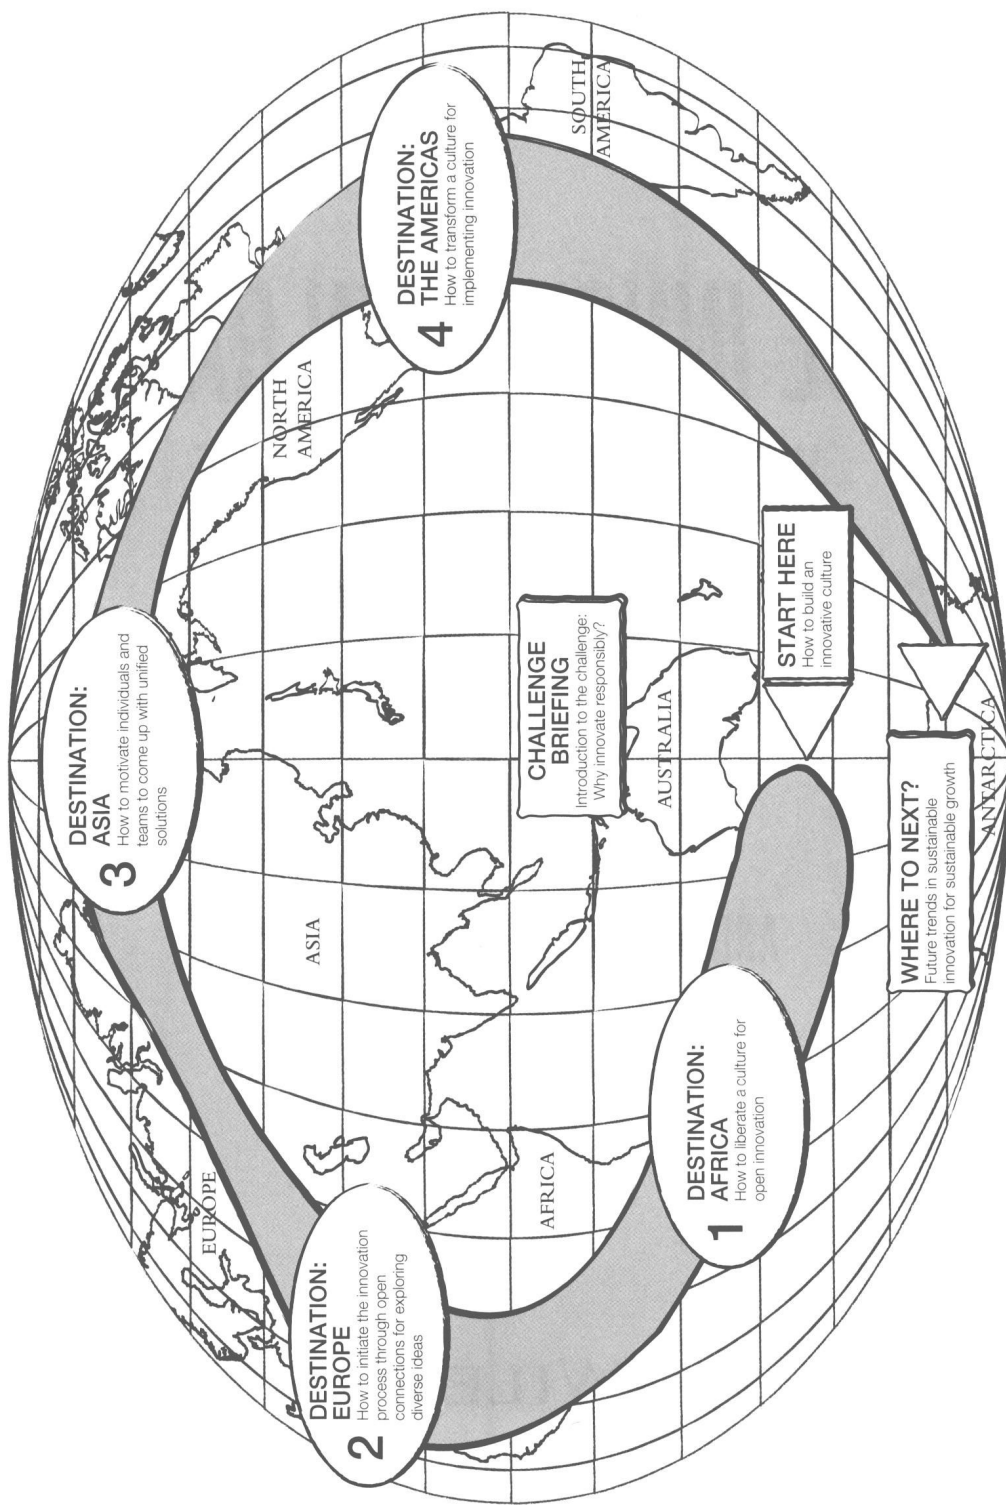 CHALLENGE
BRIEFING
Introduction to the challenge:
Why innovate responsibly?
START HERE
How to build an
innovative culture
1
DESTINATION:
AFRICA
How to liberate a culture for
open innovation
2
DESTINATION:
EUROPE
How to initiate the innovation
process through open
connections for exploring
diverse ideas
3
DESTINATION:
ASIA
How to motivate individuals and
teams to come up with unified
solutions
4
DESTINATION:
THE AMERICAS
How to transform a culture for
implementing innovation
WHERE TO NEXT?
Future trends in sustainable
innovation for sustainable growth
EUROPE
ASIA
AFRICA
NORTH
AMERICA
SOUTH
AMERICA
AUSTRALIA
ANTARCTICA